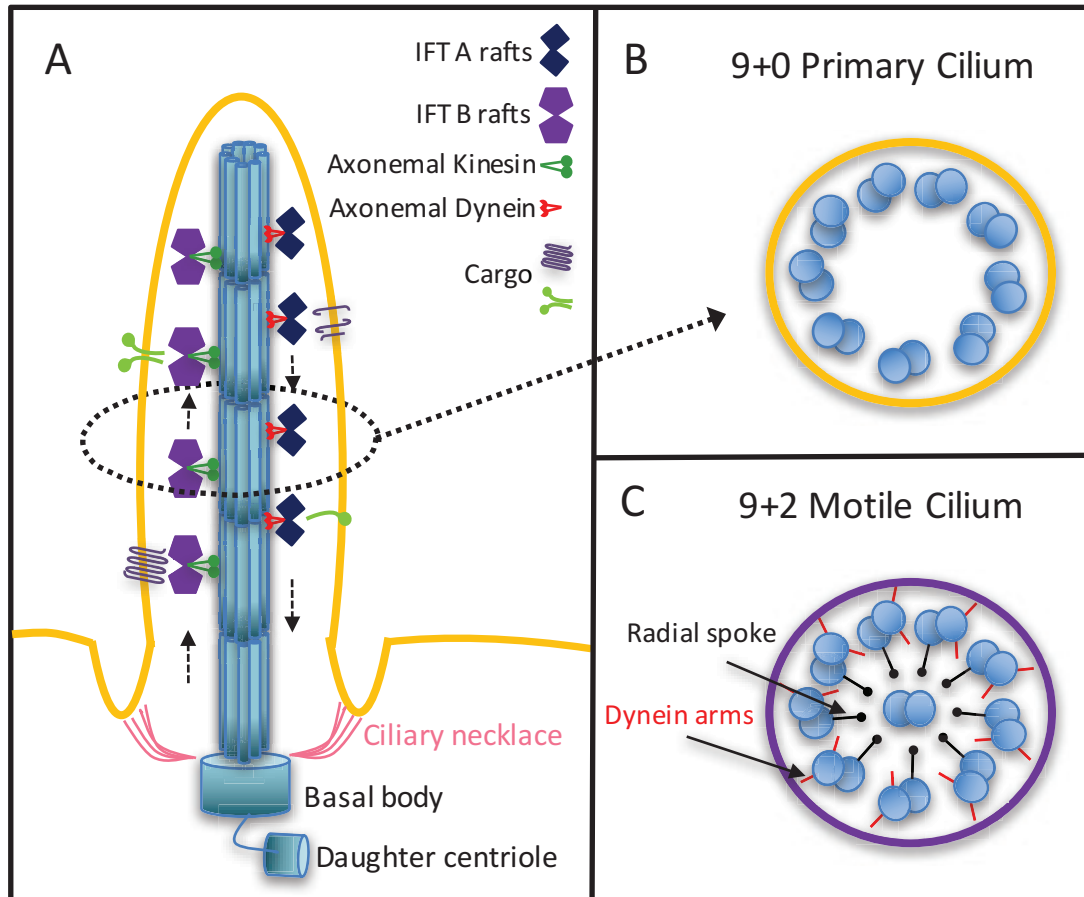 A
IFT A rafts
IFT B rafts
Axonemal Kinesin
Axonemal Dynein
Cargo
Ciliary necklace
Basal body
Daughter centriole
B
9+0 Primary Cilium
C
9+2 Motile Cilium
Radial spoke
Dynein arms